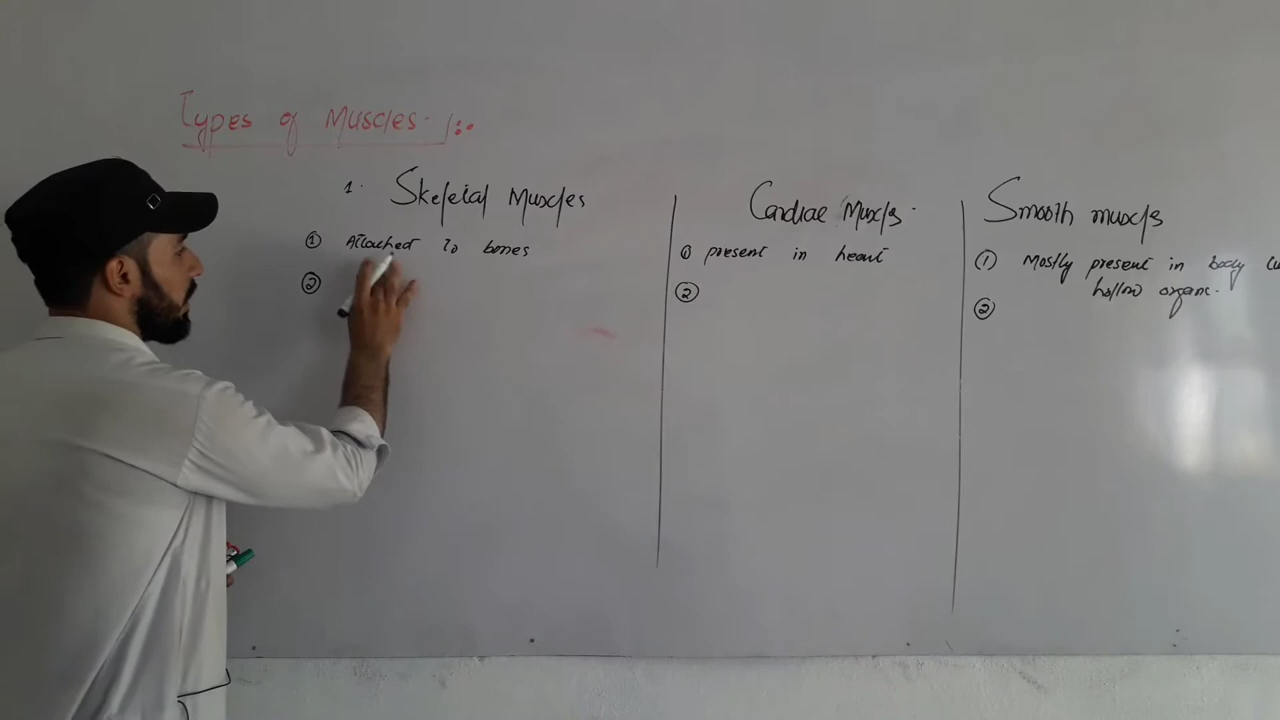 Types of Muscles.
1. Skeletal Muscles
① Attached to bones
②
Cardiac Muscles.
① present in heart
②
Smooth muscles
① Mostly present in body
hollow organs.
②